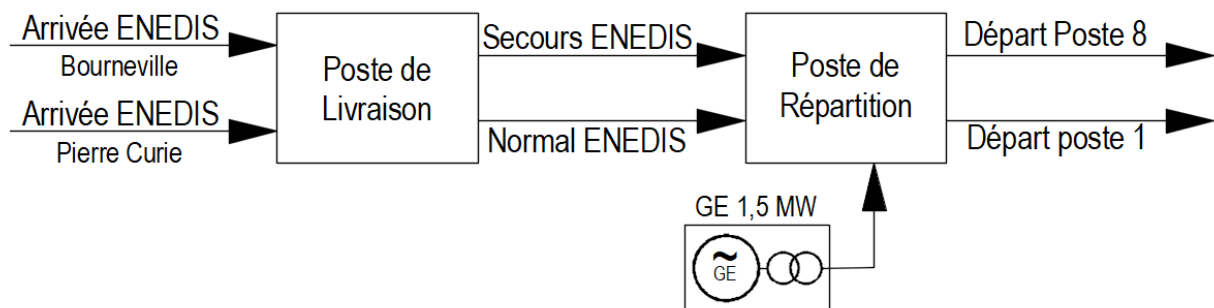 Arrivée ENEDIS
Bourneville
Arrivée ENEDIS
Pierre Curie
Poste de
Livraison
Secours ENEDIS
Normal ENEDIS
Poste de
Répartition
Départ Poste 8
Départ poste 1
GE 1,5 MW
~
GE